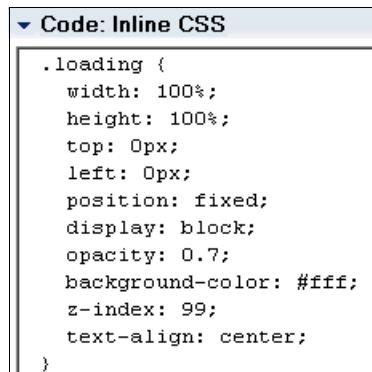 Code: Inline CSS
.loading {
width: 100%;
height: 100%;
top: 0px;
left: 0px;
position: fixed;
display: block;
opacity: 0.7;
background-color: #fff;
z-index: 99;
text-align: center;
}